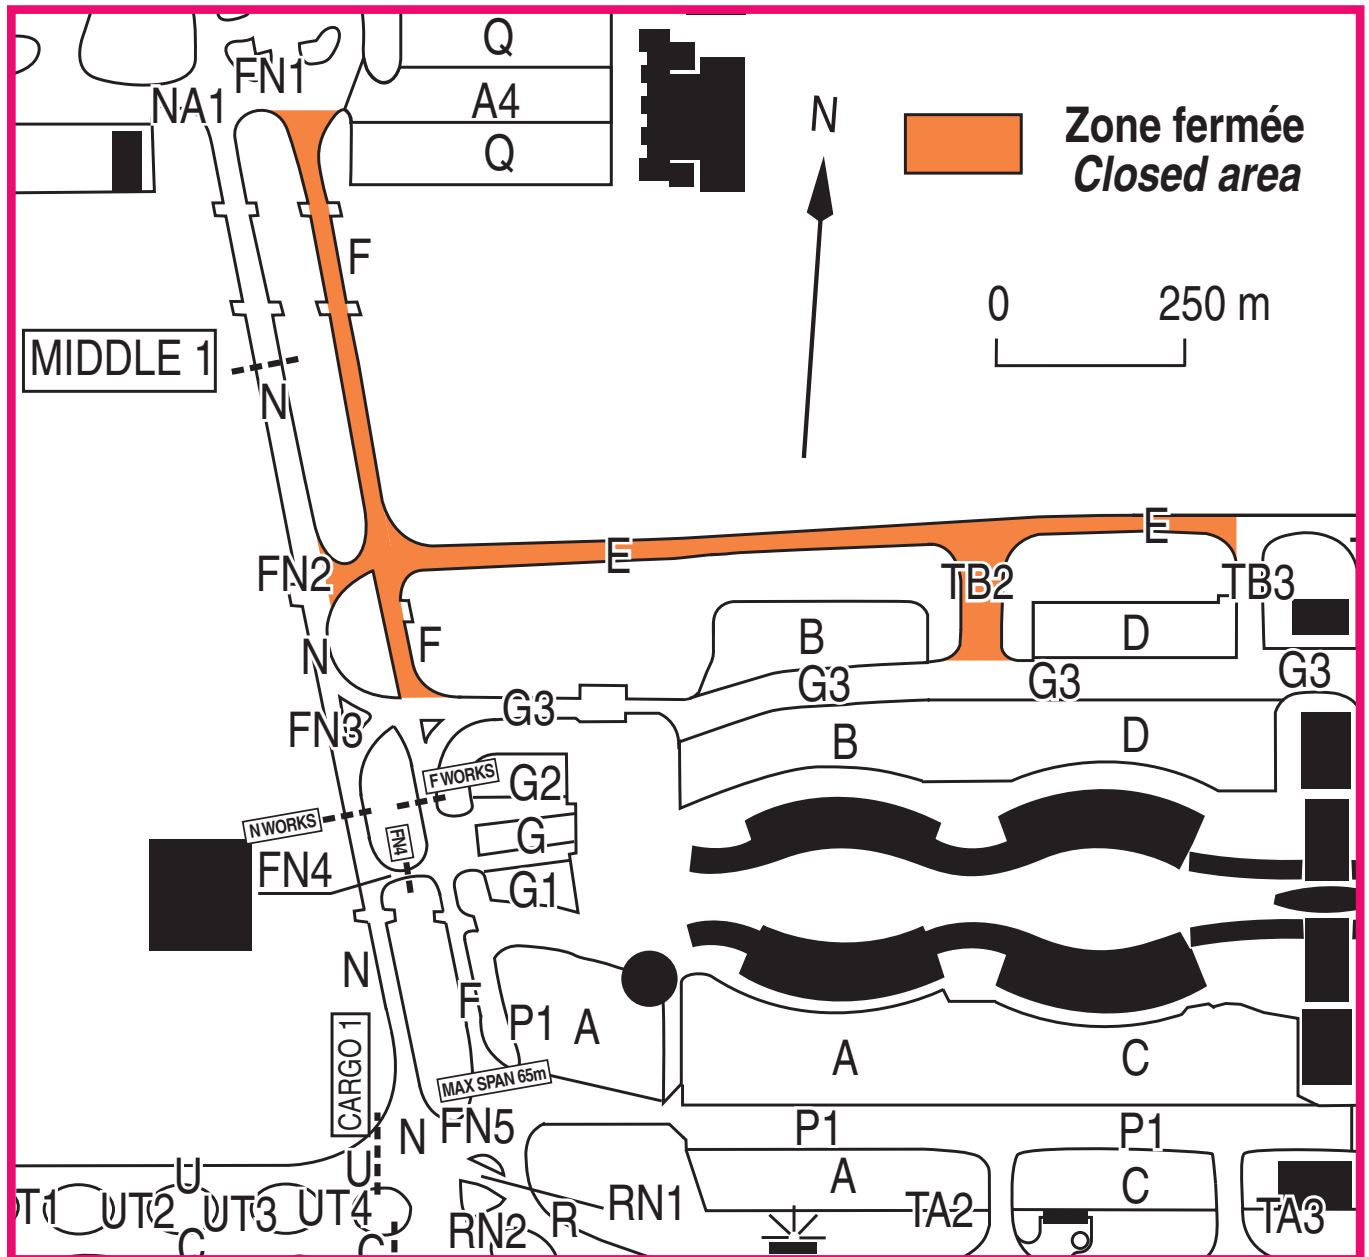 Q
FN1
NA1
A4
N
Zone fermée
Closed area
Q
F
0
250 m
MIDDLE 1
N
E
E
FN2
TB2
TB3
N
F
B
D
G3
G3
G3
G3
FN3
B
D
F WORKS
G2
N WORKS
FN4
G
FN4
G1
N
F
P1
A
A
C
CARGO 1
MAX SPAN 65m
N
FN5
P1
P1
U
U
A
C
T1
UT2
UT3
UT4
RN1
TA2
TA3
C
C
RN2
R